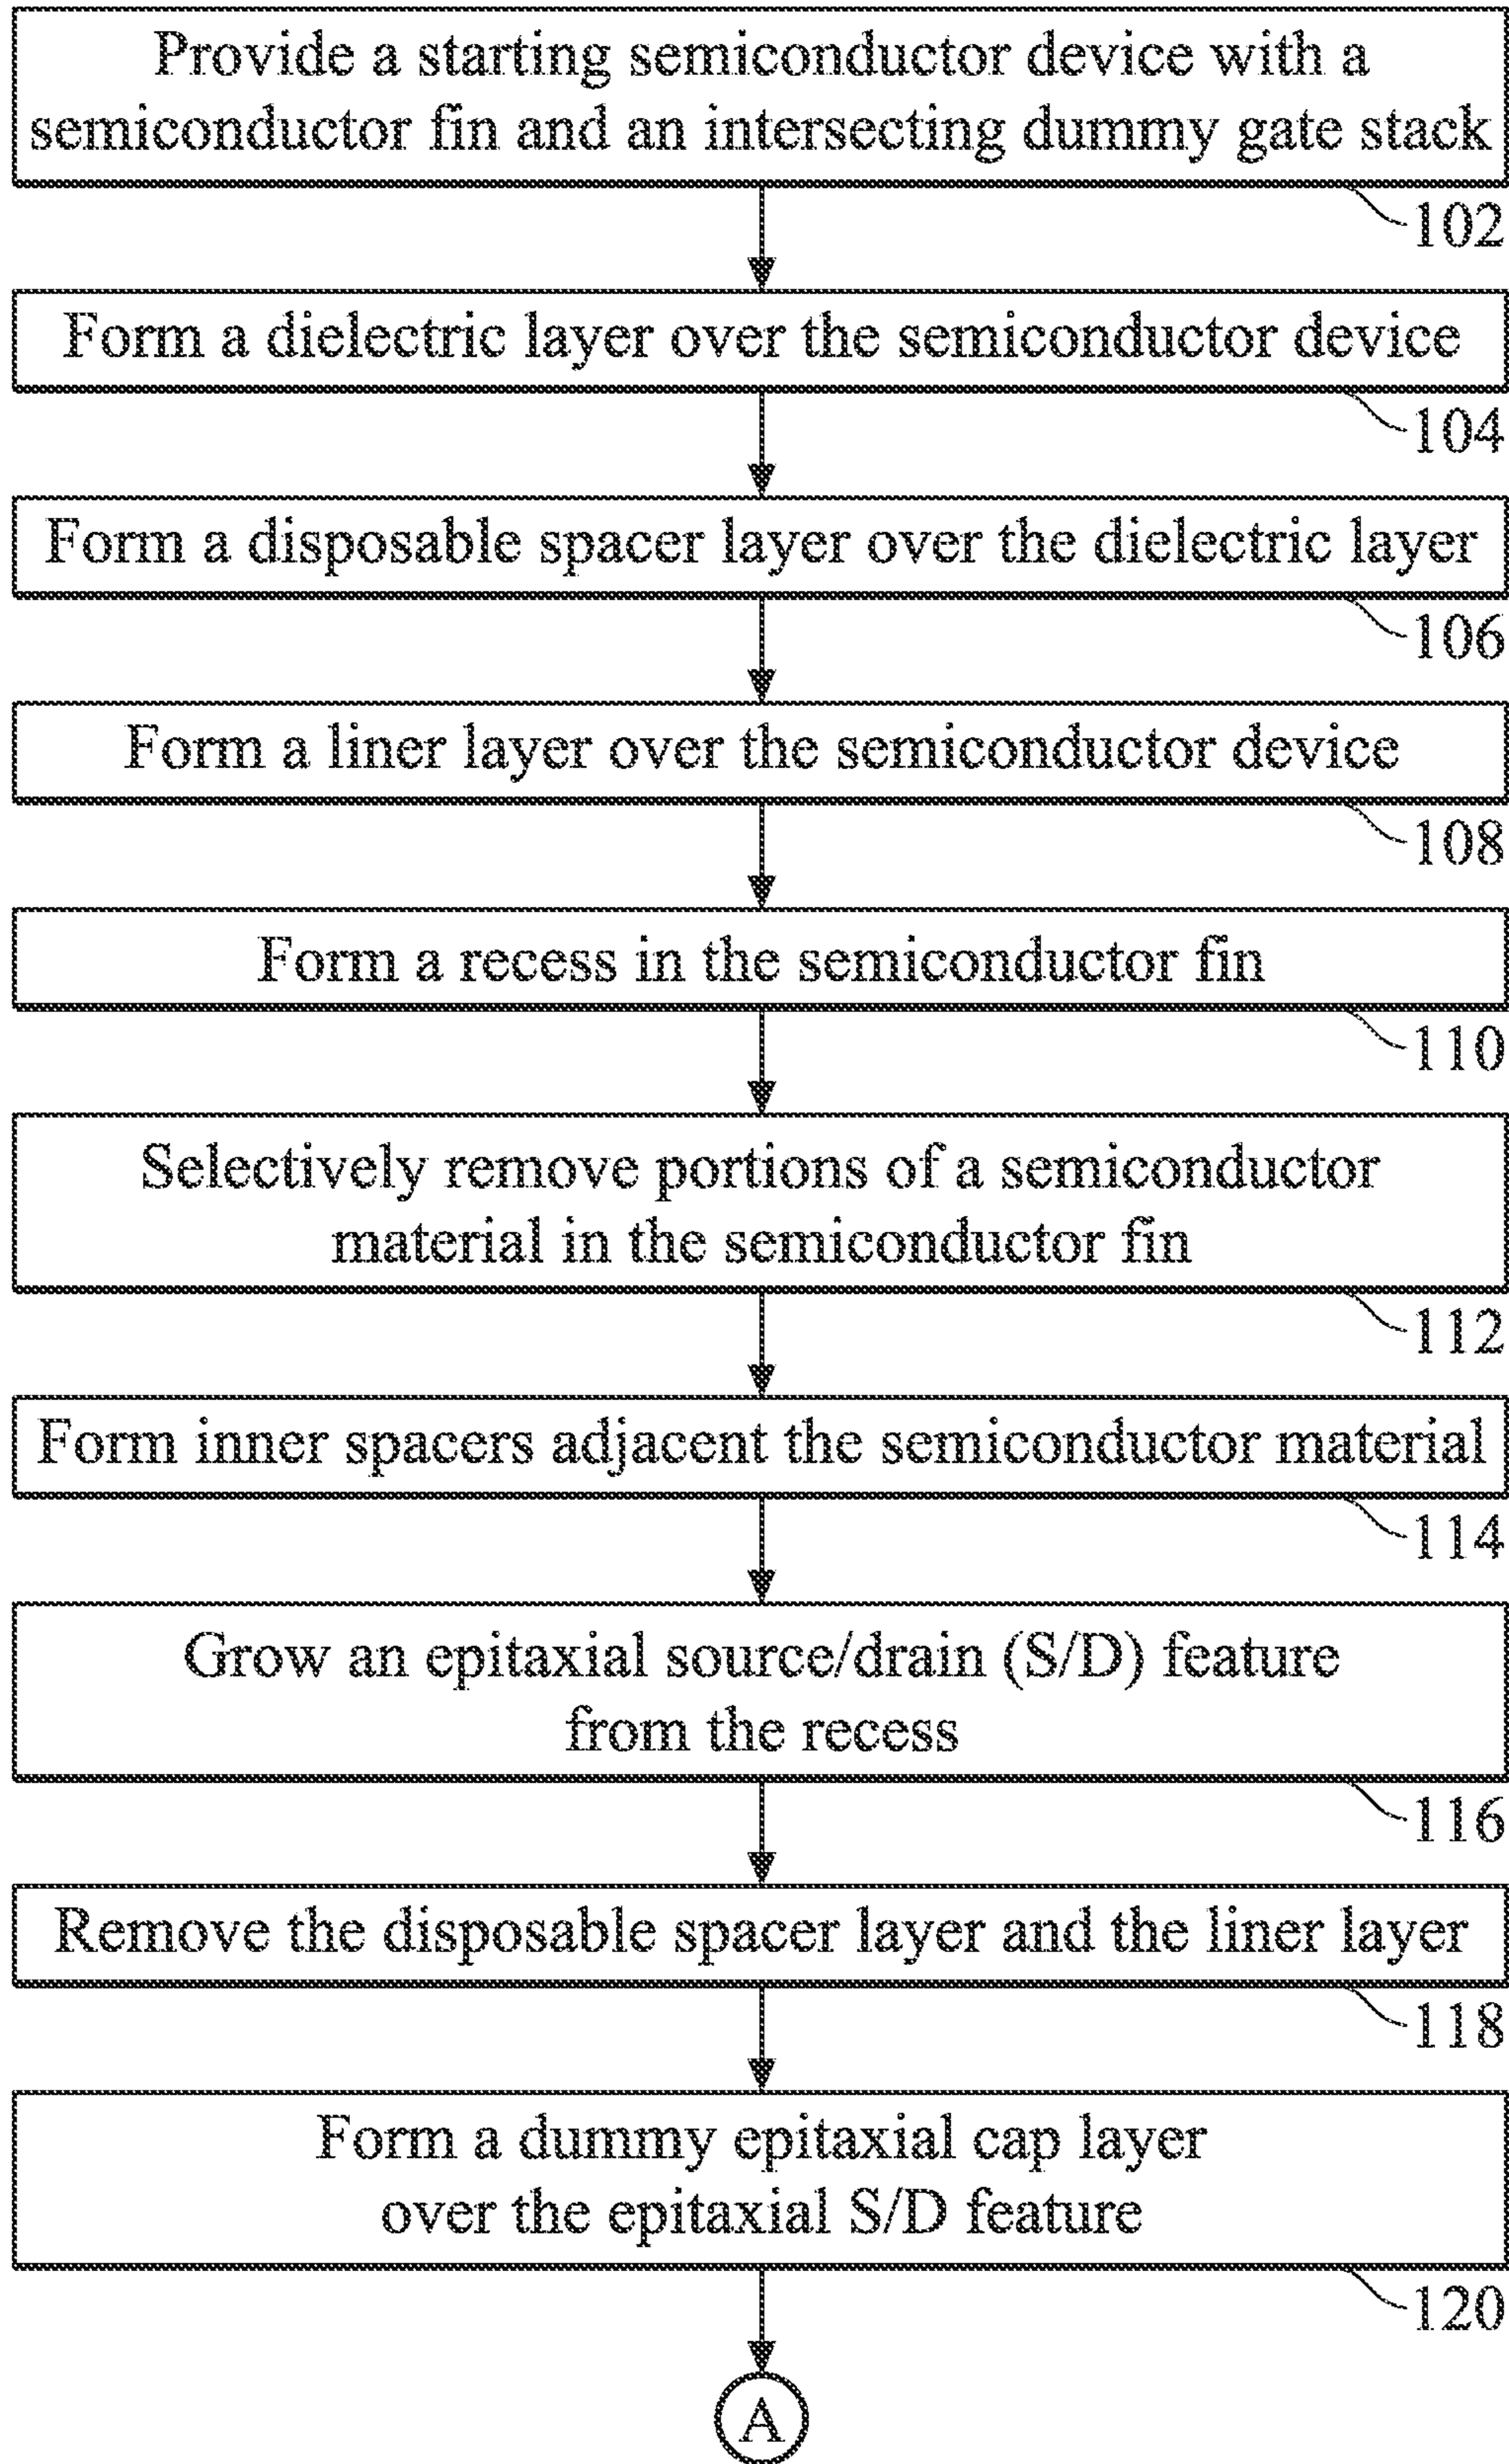 Provide a starting semiconductor device with a
semiconductor fin and an intersecting dummy gate stack
102
Form a dielectric layer over the semiconductor device
104
Form a disposable spacer layer over the dielectric layer
106
Form a liner layer over the semiconductor device
108
Form a recess in the semiconductor fin
110
Selectively remove portions of a semiconductor
material in the semiconductor fin
112
Form inner spacers adjacent the semiconductor material
114
Grow an epitaxial source/drain (S/D) feature
from the recess
116
Remove the disposable spacer layer and the liner layer
118
Form a dummy epitaxial cap layer
over the epitaxial S/D feature
120
A